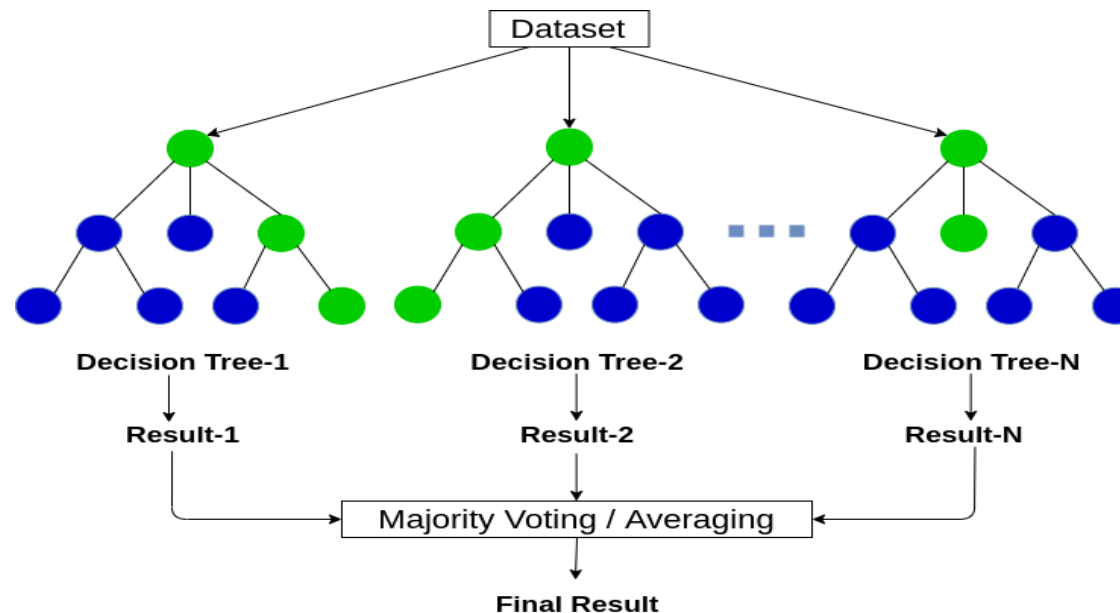 Dataset
Decision Tree-1
Decision Tree-2
Decision Tree-N
Result-1
Result-2
Result-N
Majority Voting / Averaging
Final Result